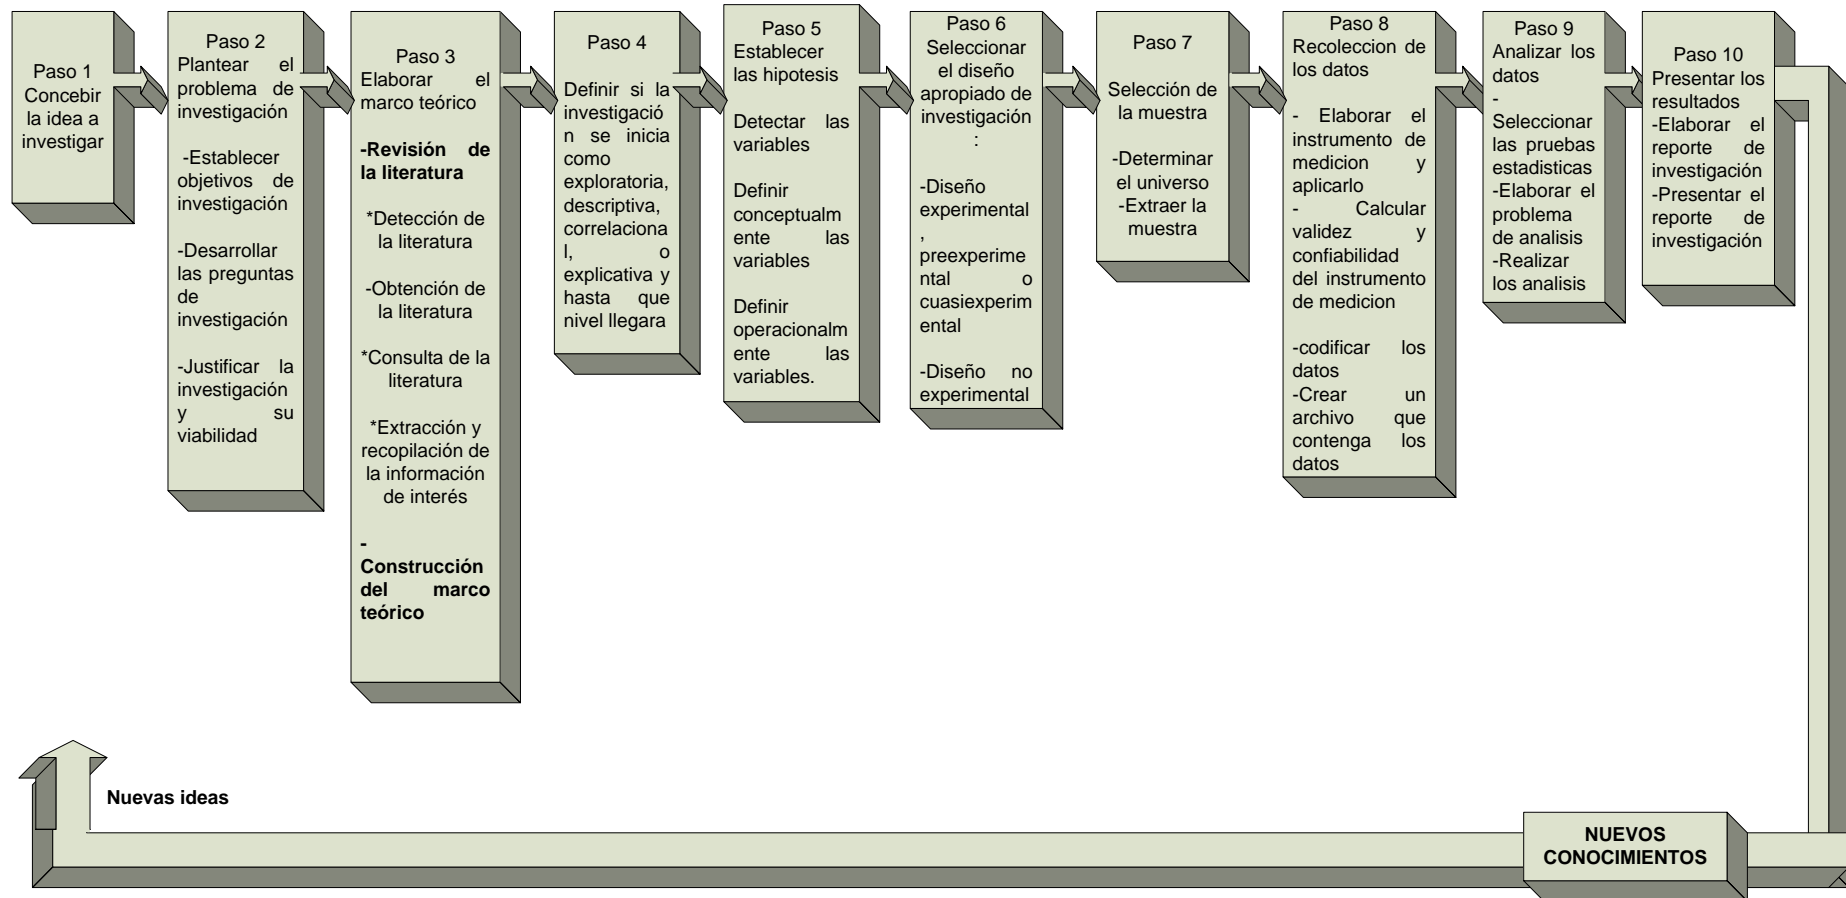 Paso 1
Concebir
la idea a
investigar
Paso 2
Plantear el
problema de
investigación
-Establecer
objetivos de
investigación
-Desarrollar
las preguntas
de
investigación
-Justificar la
investigación
y su
viabilidad
Paso 3
Elaborar el
marco teórico
-Revisión de
la literatura
*Detección de
la literatura
-Obtención de
la literatura
*Consulta de la
literatura
*Extracción y
recopilación de
la información
de interés
-
Construcción
del marco
teórico
Paso 4
Definir si la
investigació
n se inicia
como
exploratoria,
descriptiva,
correlaciona
l, o
explicativa y
hasta que
nivel llegara
Paso 5
Establecer
las hipotesis
Detectar las
variables
Definir
conceptualm
ente las
variables
Definir
operacionalm
ente las
variables.
Paso 6
Seleccionar
el diseño
apropiado de
investigación
:
-Diseño
experimental
,
preexperime
ntal o
cuasiexperim
ental
-Diseño no
experimental
Paso 7
Selección de
la muestra
-Determinar
el universo
-Extraer la
muestra
Paso 8
Recoleccion de
los datos
- Elaborar el
instrumento de
medicion y
aplicarlo
- Calcular
validez y
confiabilidad
del instrumento
de medicion
-codificar los
datos
-Crear un
archivo que
contenga los
datos
Paso 9
Analizar los
datos
-
Seleccionar
las pruebas
estadisticas
-Elaborar el
problema
de analisis
-Realizar
los analisis
Paso 10
Presentar los
resultados
-Elaborar el
reporte de
investigación
-Presentar el
reporte de
investigación
Nuevas ideas
NUEVOS
CONOCIMIENTOS